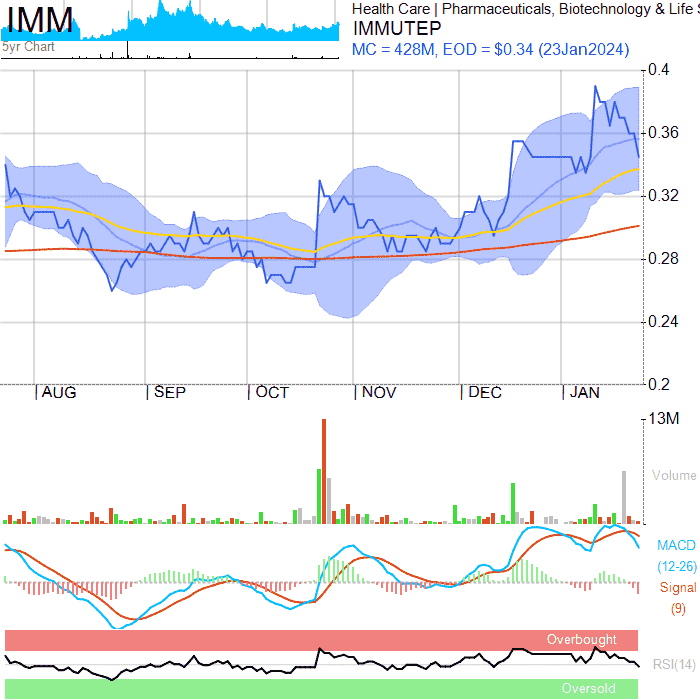 IMM
5yr Chart
Health Care | Pharmaceuticals, Biotechnology & Life S
IMMUTEP
MC = 428M, EOD = $0.34 (23Jan2024)
0.4
0.36
0.32
0.28
0.24
0.2
AUG SEP OCT NOV DEC JAN
13M
Volume
MACD
(12-26)
Signal
(9)
Overbought
RSI(14)
Oversold